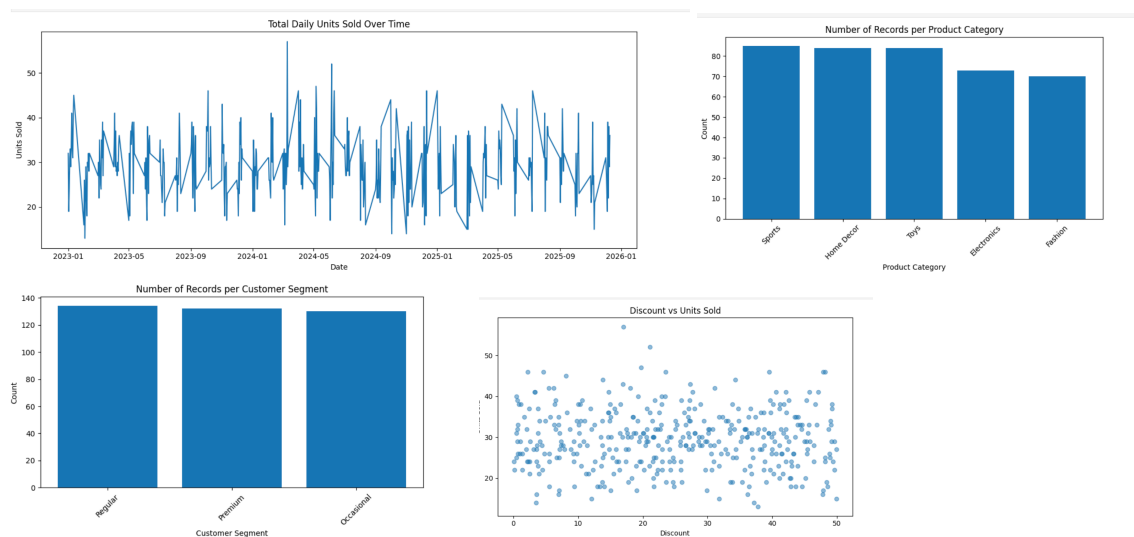 Total Daily Units Sold Over Time
50
40
30
20
Units Sold
2023-01 2023-05 2023-09 2024-01 2024-05 2024-09 2025-01 2025-05 2025-09 2026-01
Date
Number of Records per Product Category
80
70
60
50
40
30
20
10
0
Count
Sports Home Decor Toys Electronics Fashion
Product Category
Number of Records per Customer Segment
140
120
100
80
60
40
20
0
Count
Regular Premium Occasional
Customer Segment
Discount vs Units Sold
50
40
30
20
0 10 20 30 40 50
Discount